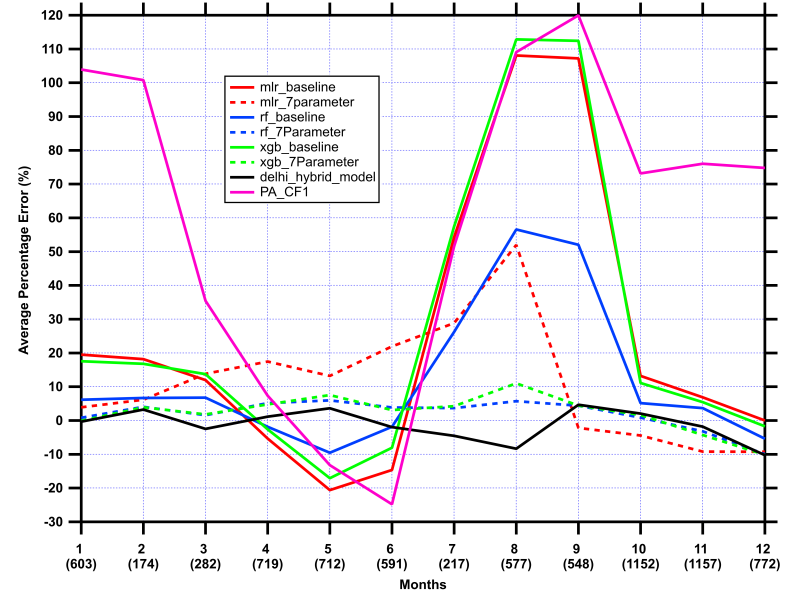 120
110
100
90
80
70
60
50
40
30
20
10
0
-10
-20
-30
Average Percentage Error (%)
mlr_baseline
mlr_7parameter
rf_baseline
rf_7Parameter
xgb_baseline
xgb_7Parameter
delhi_hybrid_model
PA_CF1
1 2 3 4 5 6 7 8 9 10 11 12
(603) (174) (282) (719) (712) (591) (217) (577) (548) (1152) (1157) (772)
Months